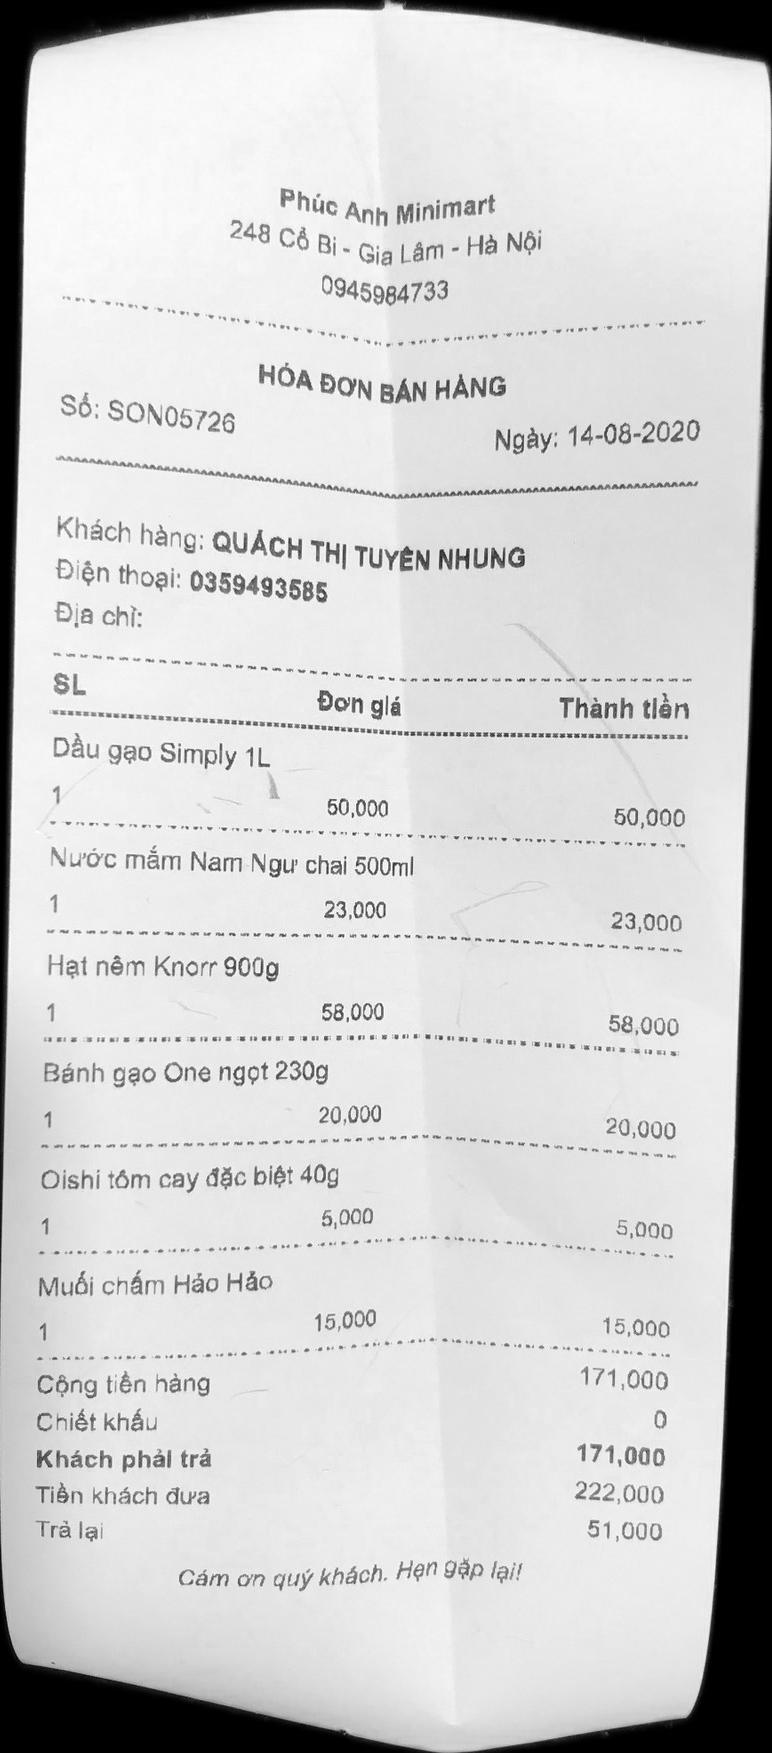 Phúc Anh Minimart
248 Cổ Bi - Gia Lâm - Hà Nội
0945984733
HÓA ĐƠN BÁN HÀNG
Số: SON05726
Ngày: 14-08-2020
Khách hàng: QUÁCH THỊ TUYÊN NHUNG
Điện thoại: 0359493585
Địa chỉ:
SL Đơn giá Thành tiền
Dầu gạo Simply 1L
1 50,000 50,000
Nước mắm Nam Ngư chai 500ml
1 23,000 23,000
Hạt nêm Knorr 900g
1 58,000 58,000
Bánh gạo One ngọt 230g
1 20,000 20,000
Oishi tôm cay đặc biệt 40g
1 5,000 5,000
Muối chấm Hảo Hảo
1 15,000 15,000
Cộng tiền hàng 171,000
Chiết khấu 0
Khách phải trả 171,000
Tiền khách đưa 222,000
Trả lại 51,000
Cám ơn quý khách. Hẹn gặp lại!